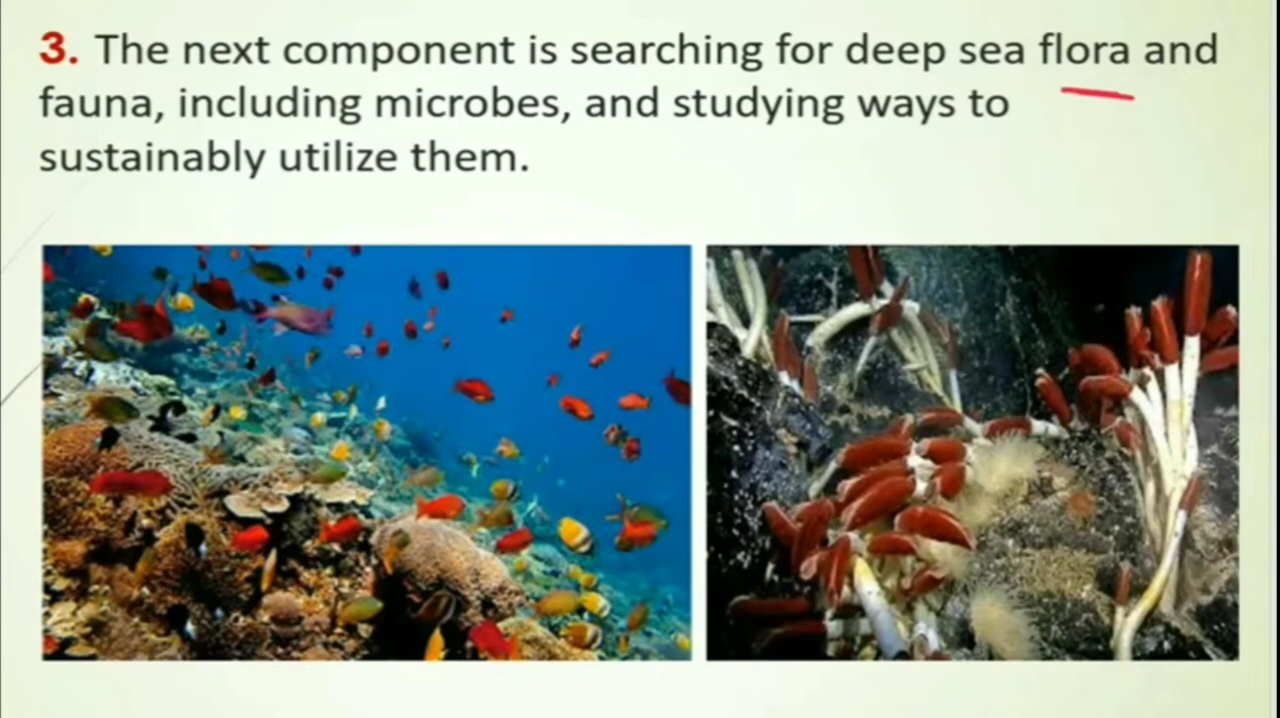 3. The next component is searching for deep sea flora and
fauna, including microbes, and studying ways to
sustainably utilize them.